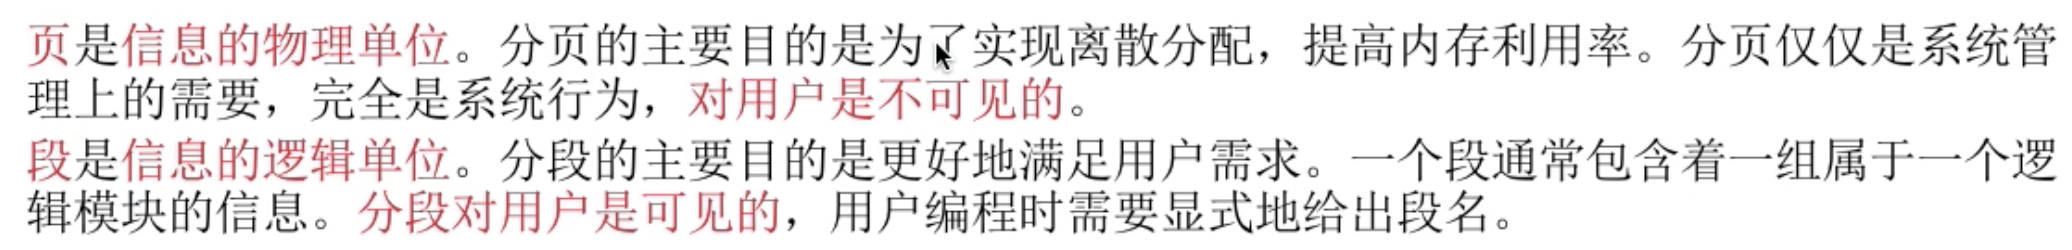 页是信息的物理单位。分页的主要目的是为了实现离散分配，提高内存利用率。分页仅仅是系统管
理上的需要，完全是系统行为，对用户是不可见的。
段是信息的逻辑单位。分段的主要目的是更好地满足用户需求。一个段通常包含着一组属于一个逻
辑模块的信息。分段对用户是可见的，用户编程时需要显式地给出段名。